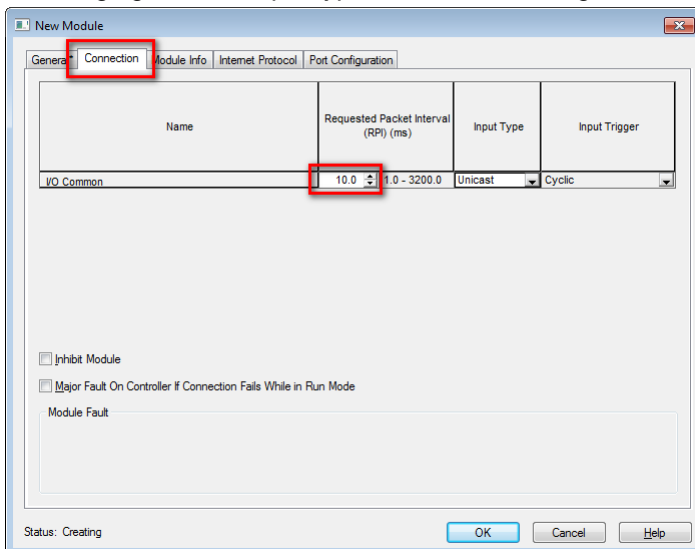 New Module
General* Connection Module Info Internet Protocol Port Configuration
Name
Requested Packet Interval
(RPI) (ms)
Input Type
Input Trigger
I/O Common 10.0 1.0 - 3200.0 Unicast Cyclic
Inhibit Module
Major Fault On Controller If Connection Fails While in Run Mode
Module Fault
Status: Creating OK Cancel Help